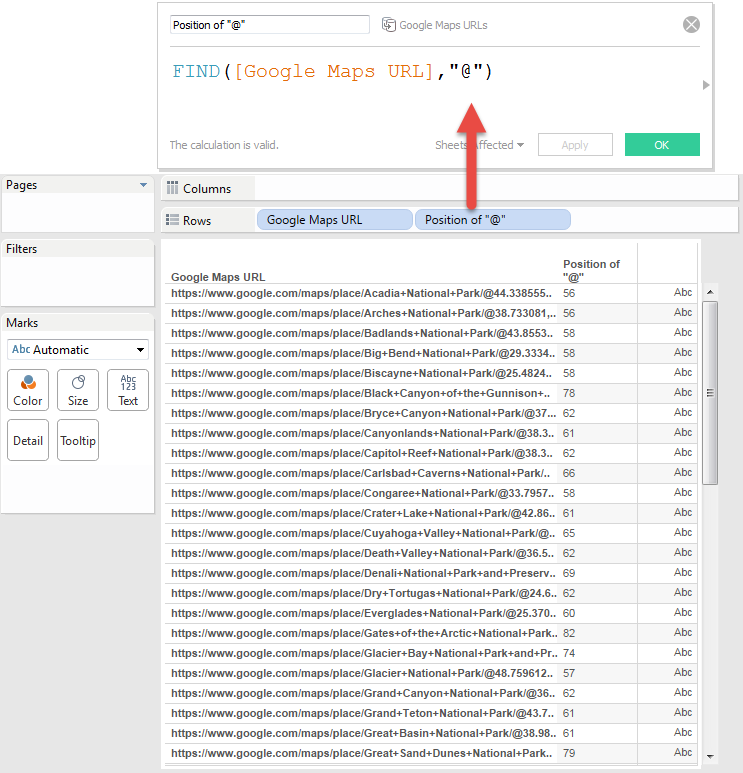 Position of "@"
Google Maps URLs
FIND([Google Maps URL],"@")
The calculation is valid.
Sheets Affected
Apply
OK
Pages
Columns
Rows
Google Maps URL
Position of "@"
Filters
Marks
Abc Automatic
Color
Size
Abc
123
Text
Detail
Tooltip
Google Maps URL
Position of
"@"
https://www.google.com/maps/place/Acadia+National+Park/@44.338555.. 56 Abc
https://www.google.com/maps/place/Arches+National+Park/@38.733081,.. 56 Abc
https://www.google.com/maps/place/Badlands+National+Park/@43.8553.. 58 Abc
https://www.google.com/maps/place/Big+Bend+National+Park/@29.3334.. 58 Abc
https://www.google.com/maps/place/Biscayne+National+Park/@25.4824.. 58 Abc
https://www.google.com/maps/place/Black+Canyon+of+the+Gunnison+.. 78 Abc
https://www.google.com/maps/place/Bryce+Canyon+National+Park/@37... 62 Abc
https://www.google.com/maps/place/Canyonlands+National+Park/@38.3.. 61 Abc
https://www.google.com/maps/place/Capitol+Reef+National+Park/@38.3.. 62 Abc
https://www.google.com/maps/place/Carlsbad+Caverns+National+Park/.. 66 Abc
https://www.google.com/maps/place/Congaree+National+Park/@33.7957.. 58 Abc
https://www.google.com/maps/place/Crater+Lake+National+Park/@42.86.. 61 Abc
https://www.google.com/maps/place/Cuyahoga+Valley+National+Park/@.. 65 Abc
https://www.google.com/maps/place/Death+Valley+National+Park/@36.5.. 62 Abc
https://www.google.com/maps/place/Denali+National+Park+and+Preserv.. 69 Abc
https://www.google.com/maps/place/Dry+Tortugas+National+Park/@24.6.. 62 Abc
https://www.google.com/maps/place/Everglades+National+Park/@25.370.. 60 Abc
https://www.google.com/maps/place/Gates+of+the+Arctic+National+Park.. 82 Abc
https://www.google.com/maps/place/Glacier+Bay+National+Park+and+Pr.. 74 Abc
https://www.google.com/maps/place/Glacier+National+Park/@48.759612.. 57 Abc
https://www.google.com/maps/place/Grand+Canyon+National+Park/@36.. 62 Abc
https://www.google.com/maps/place/Grand+Teton+National+Park/@43.7.. 61 Abc
https://www.google.com/maps/place/Great+Basin+National+Park/@38.98.. 61 Abc
https://www.google.com/maps/place/Great+Sand+Dunes+National+Park.. 79 Abc